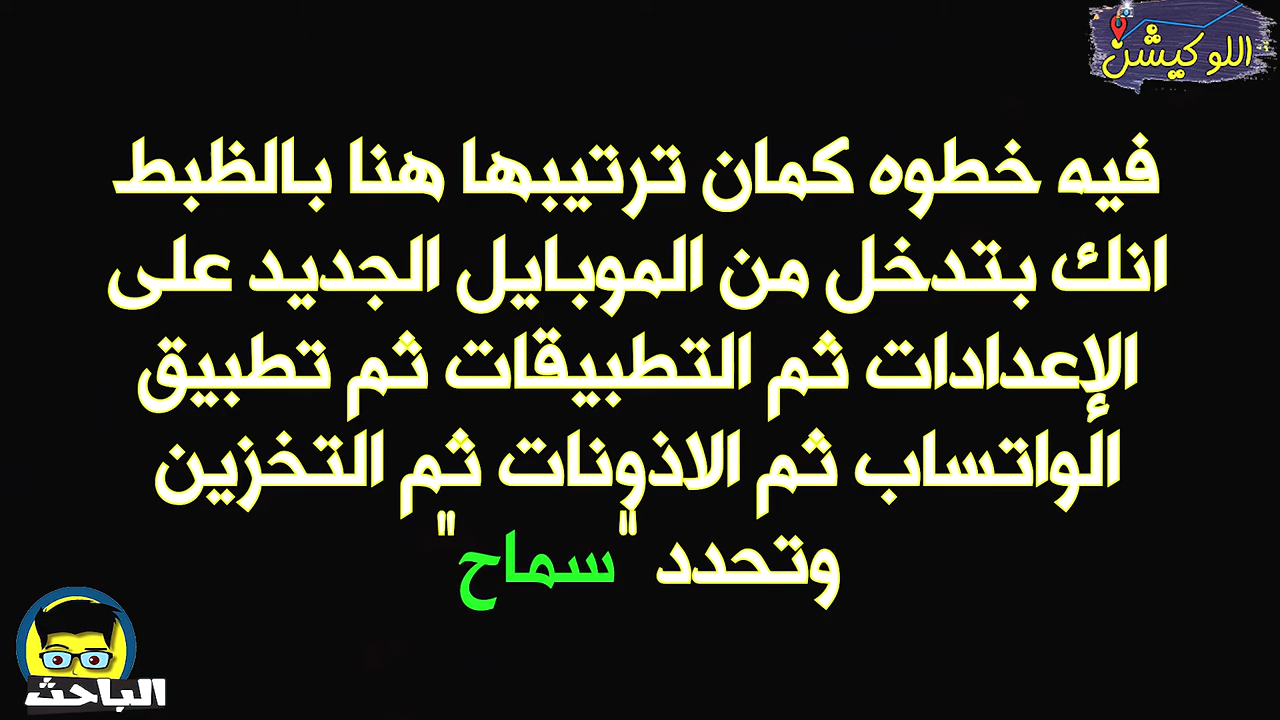 اللوكيشن
فيه خطوه كمان ترتيبها هنا بالظبط
انك بتدخل من الموبايل الجديد على
الإعدادات ثم التطبيقات ثم تطبيق
الواتساب ثم الاذونات ثم التخزين
وتحدد "سماح"
الباحث